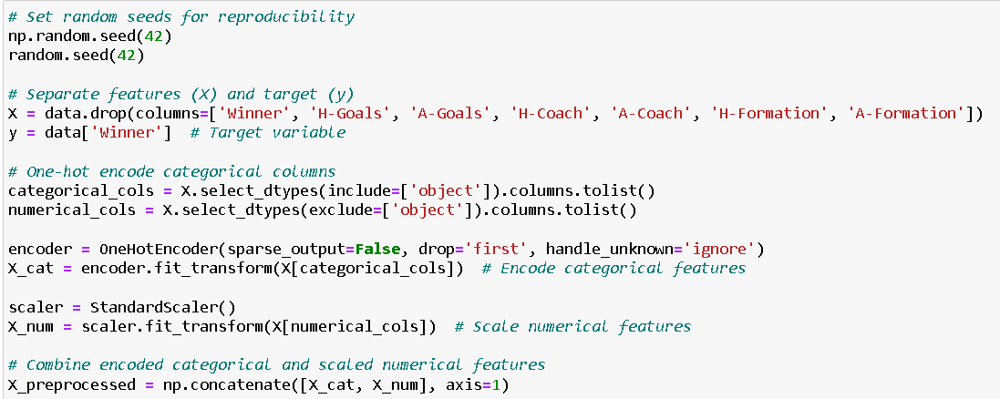 # Set random seeds for reproducibility
np.random.seed(42)
random.seed(42)

# Separate features (X) and target (y)
X = data.drop(columns=['Winner', 'H-Goals', 'A-Goals', 'H-Coach', 'A-Coach', 'H-Formation', 'A-Formation'])
y = data['Winner']  # Target variable

# One-hot encode categorical columns
categorical_cols = X.select_dtypes(include=['object']).columns.tolist()
numerical_cols = X.select_dtypes(exclude=['object']).columns.tolist()

encoder = OneHotEncoder(sparse_output=False, drop='first', handle_unknown='ignore')
X_cat = encoder.fit_transform(X[categorical_cols])  # Encode categorical features

scaler = StandardScaler()
X_num = scaler.fit_transform(X[numerical_cols])  # Scale numerical features

# Combine encoded categorical and scaled numerical features
X_preprocessed = np.concatenate([X_cat, X_num], axis=1)